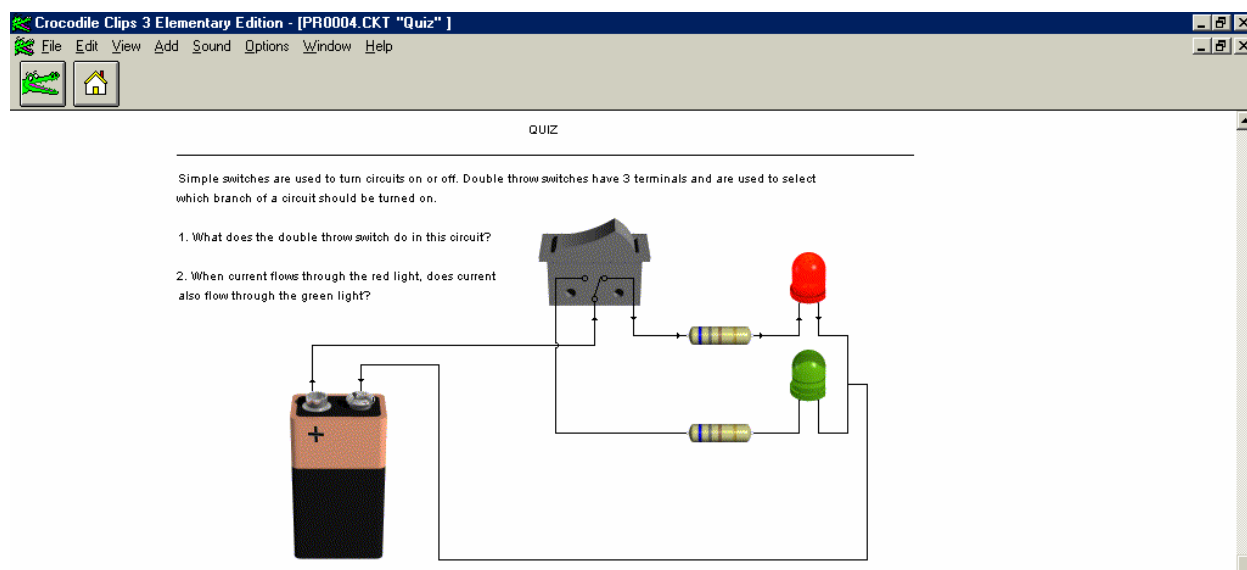 Crocodile Clips 3 Elementary Edition - [PR0004.CKT "Quiz" ]
File Edit View Add Sound Options Window Help
QUIZ
Simple switches are used to turn circuits on or off. Double throw switches have 3 terminals and are used to select
which branch of a circuit should be turned on.
1. What does the double throw switch do in this circuit?
2. When current flows through the red light, does current
also flow through the green light?
+